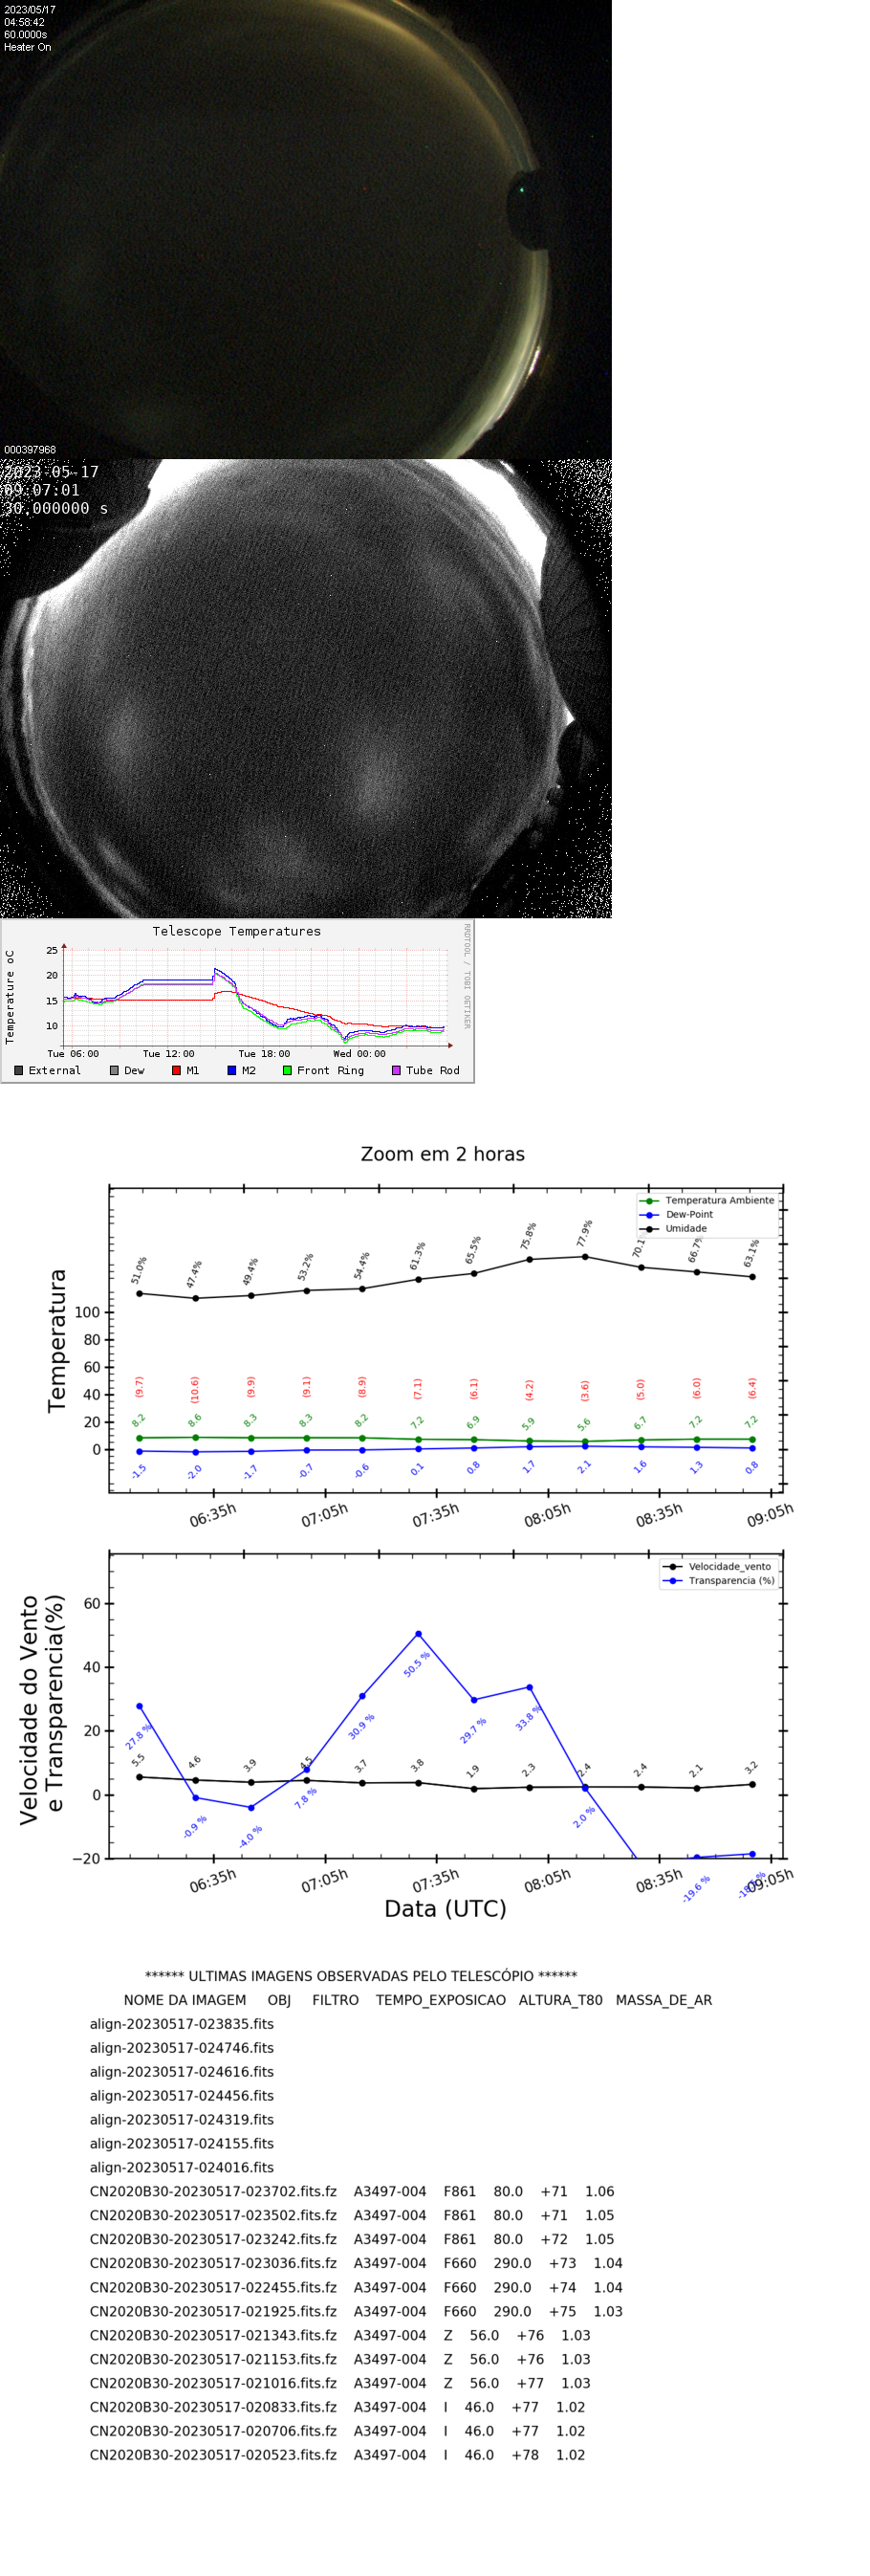 2023/05/17
04:58:42
60.0000s
Heater On
000397968
2023-05-17
09:07:01
30.000000 s
Telescope Temperatures
RRDTOOL / TOBI OETIKER
Temperature oC
25
20
15
10
Tue 06:00 Tue 12:00 Tue 18:00 Wed 00:00
External Dew M1 M2 Front Ring Tube Rod
Zoom em 2 horas
Temperatura Ambiente
Dew-Point
Umidade
51.0% 47.4% 49.4% 53.2% 54.4% 61.3% 65.5% 75.8% 77.9% 66.7% 63.1%
Temperatura
100
80
60
40
20
0
(9.7) (10.6) (9.9) (9.1) (8.9) (7.1) (6.1) (4.2) (3.6) (5.0) (6.0) (6.4)
8.2 8.6 8.3 8.3 8.2 7.2 6.9 5.9 5.6 6.7 7.2 7.2
-1.5 -2.0 -1.7 -0.7 -0.6 0.1 0.8 1.7 2.1 1.6 1.3 0.8
06:35h 07:05h 07:35h 08:05h 08:35h 09:05h
Velocidade_vento
Transparencia (%)
Velocidade do Vento
e Transparencia(%)
60
40
20
0
−20
27.8 % -0.9 % -4.0 % 7.8 % 30.9 % 50.5 % 29.7 % 33.8 % 2.0 % -19.6 %
5.5 4.6 3.9 4.5 3.7 3.8 1.9 2.3 2.4 2.4 2.1 3.2
06:35h 07:05h 07:35h 08:05h 08:35h 09:05h
Data (UTC)
****** ULTIMAS IMAGENS OBSERVADAS PELO TELESCÓPIO ******
NOME DA IMAGEM OBJ FILTRO TEMPO_EXPOSICAO ALTURA_T80 MASSA_DE_AR
align-20230517-023835.fits
align-20230517-024746.fits
align-20230517-024616.fits
align-20230517-024456.fits
align-20230517-024319.fits
align-20230517-024155.fits
align-20230517-024016.fits
CN2020B30-20230517-023702.fits.fz A3497-004 F861 80.0 +71 1.06
CN2020B30-20230517-023502.fits.fz A3497-004 F861 80.0 +71 1.05
CN2020B30-20230517-023242.fits.fz A3497-004 F861 80.0 +72 1.05
CN2020B30-20230517-023036.fits.fz A3497-004 F660 290.0 +73 1.04
CN2020B30-20230517-022455.fits.fz A3497-004 F660 290.0 +74 1.04
CN2020B30-20230517-021925.fits.fz A3497-004 F660 290.0 +75 1.03
CN2020B30-20230517-021343.fits.fz A3497-004 Z 56.0 +76 1.03
CN2020B30-20230517-021153.fits.fz A3497-004 Z 56.0 +76 1.03
CN2020B30-20230517-021016.fits.fz A3497-004 Z 56.0 +77 1.03
CN2020B30-20230517-020833.fits.fz A3497-004 I 46.0 +77 1.02
CN2020B30-20230517-020706.fits.fz A3497-004 I 46.0 +77 1.02
CN2020B30-20230517-020523.fits.fz A3497-004 I 46.0 +78 1.02